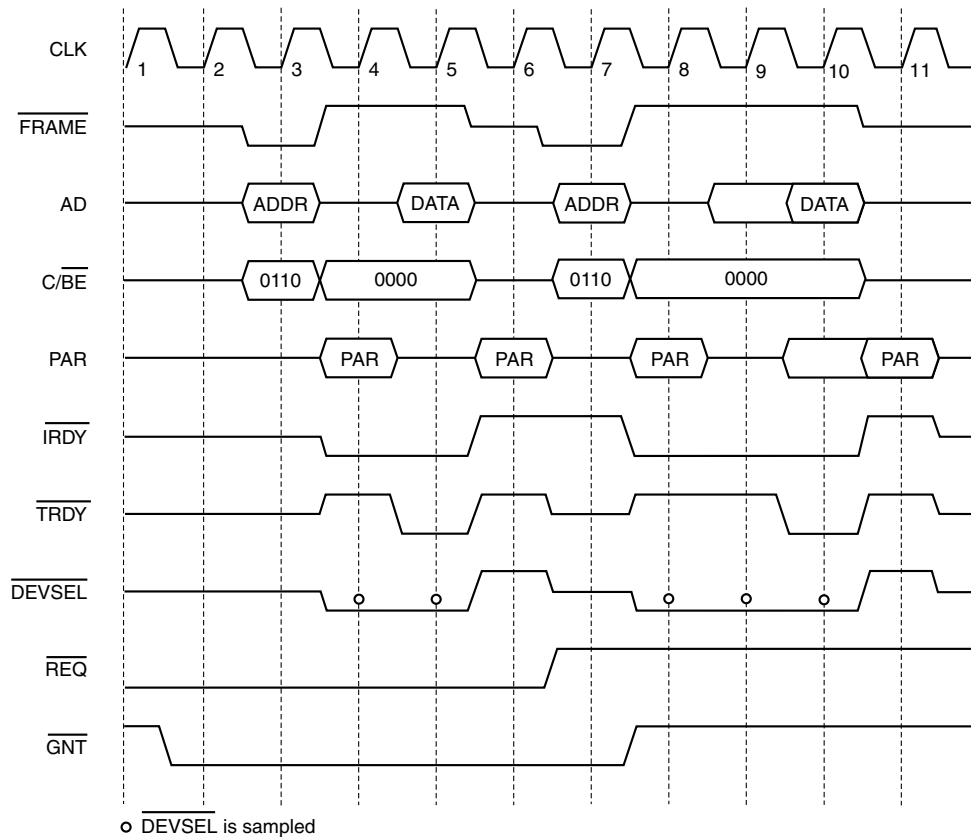 CLK
1 2 3 4 5 6 7 8 9 10 11
FRAME
AD ADDR DATA ADDR DATA
C/BE 0110 0000 0110 0000
PAR PAR PAR PAR PAR
IRDY
TRDY
DEVSEL
REQ
GNT
DEVSEL is sampled